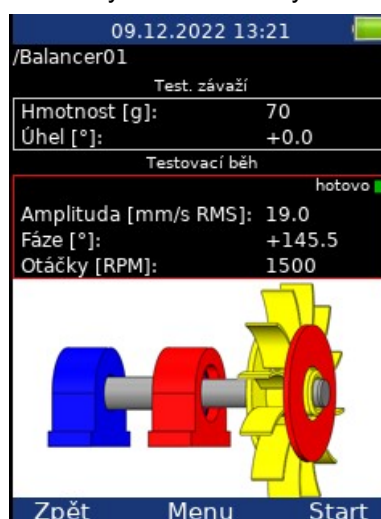 09.12.2022 13:21
/Balancer01
Test. závaží
Hmotnost [g]: 70
Úhel [°]: +0.0
Testovací běh
hotovo
Amplituda [mm/s RMS]: 19.0
Fáze [°]: +145.5
Otáčky [RPM]: 1500
Zpět Menu Start